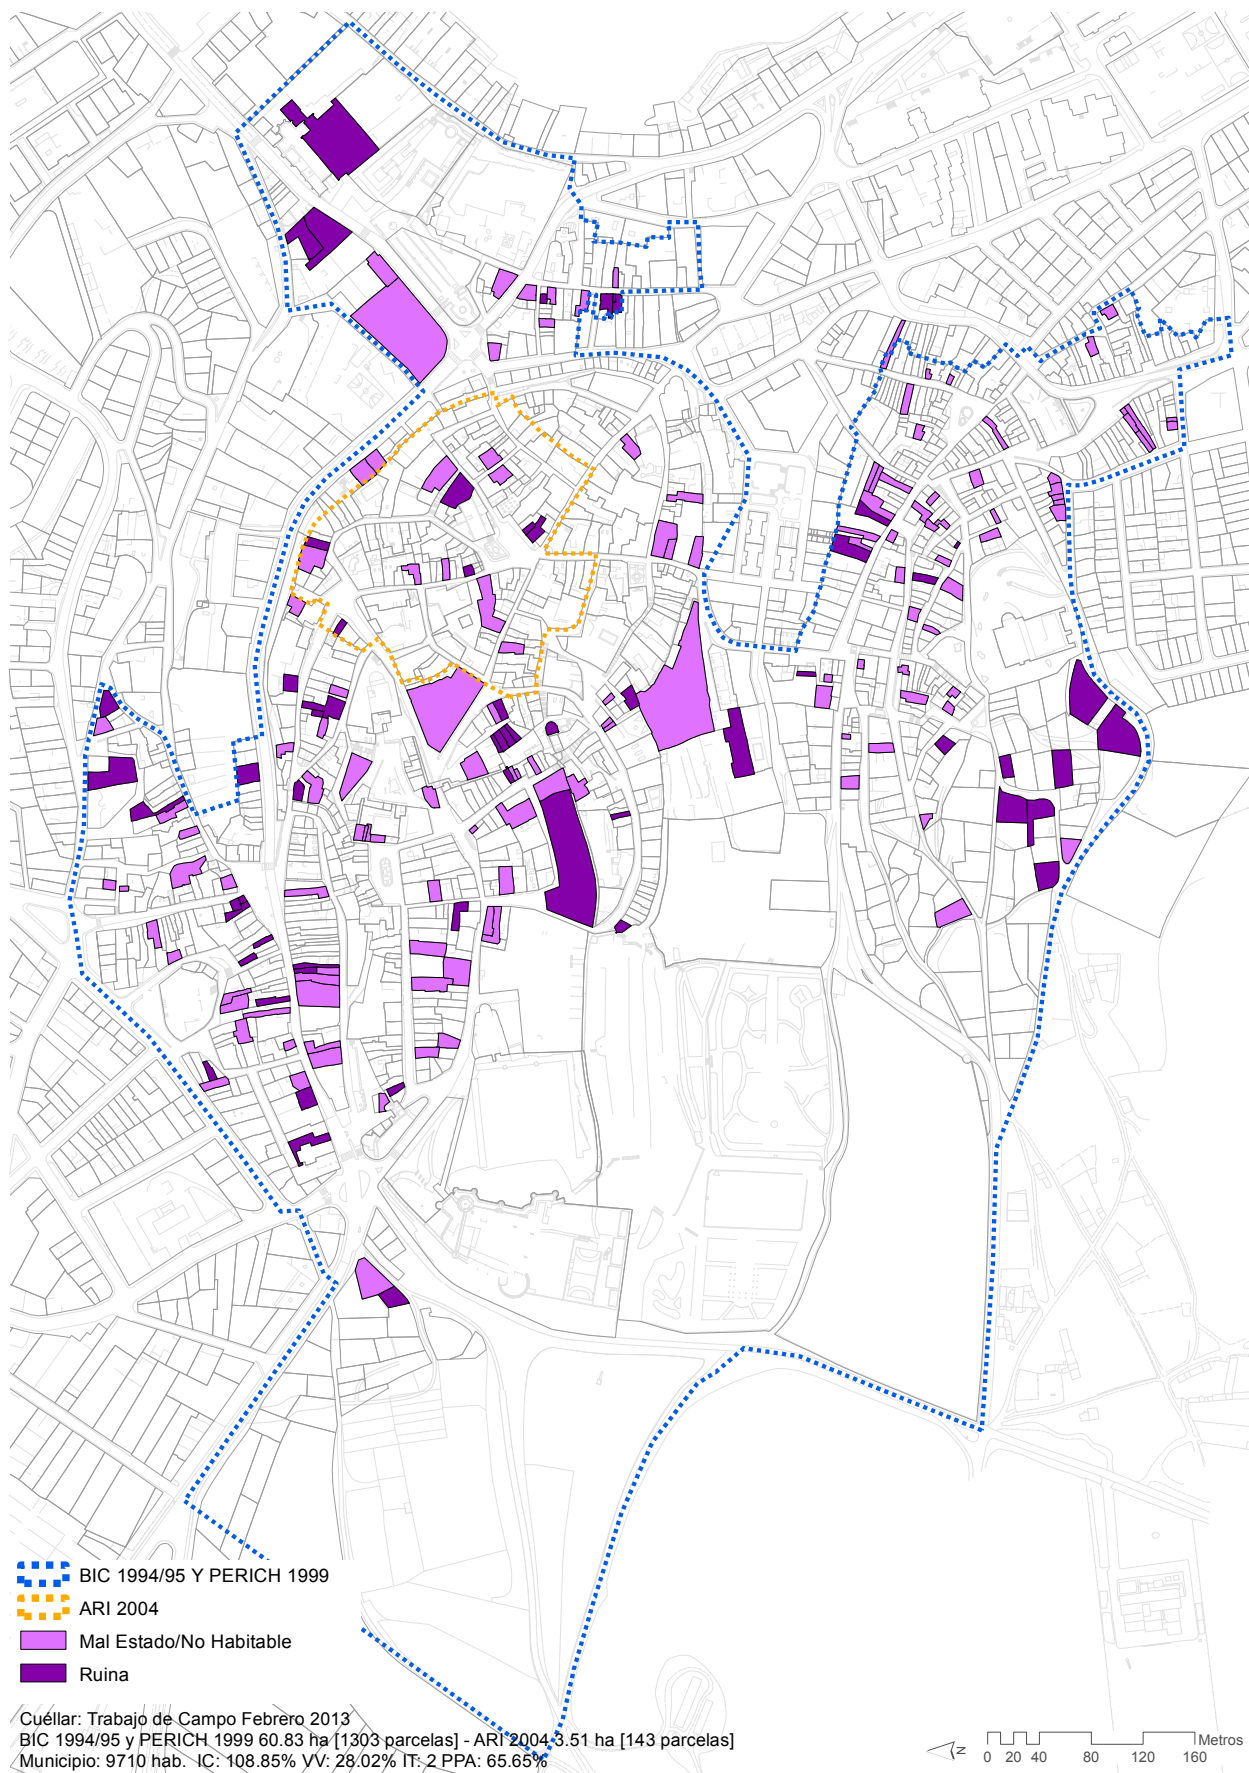 BIC 1994/95 Y PERICH 1999
ARI 2004
Mal Estado/No Habitable
Ruina
Cuéllar: Trabajo de Campo Febrero 2013
BIC 1994/95 y PERICH 1999 60.83 ha [1303 parcelas] - ARI 2004 3.51 ha [143 parcelas]
Municipio: 9710 hab. IC: 108.85% VV: 28.02% IT: 2 PPA: 65.65%
N
Metros
0 20 40 80 120 160